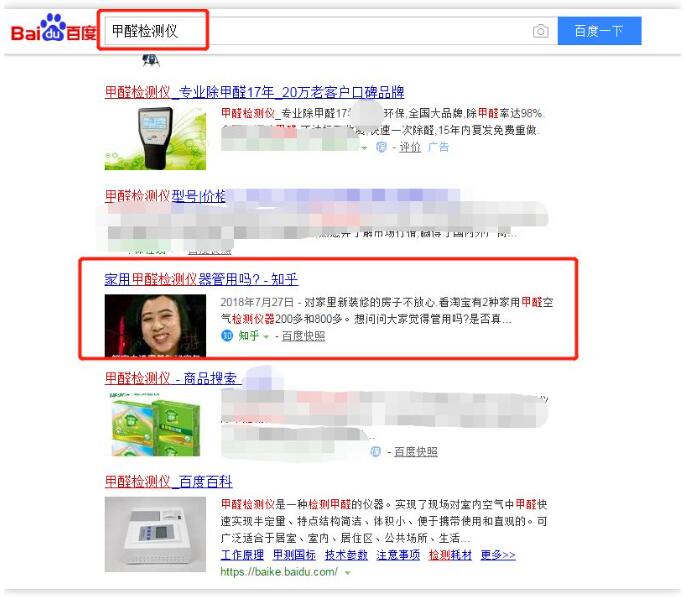 Bai du 百度
甲醛检测仪
百度一下
甲醛检测仪_专业除甲醛17年_20万老客户口碑品牌
甲醛检测仪_专业除甲醛17 环保,全国大品牌,除甲醛率达98%.
快速一次除醛,15年内复发免费重做.
- 评价 广告
甲醛检测仪型号|价格
百度快照
家用甲醛检测仪器管用吗? - 知乎
2018年7月27日 - 对家里新装修的房子不放心.看淘宝有2种家用甲醛空
气检测仪器200多和800多。想问问大家觉得管用吗?是否真...
知 知乎 - 百度快照
甲醛检测仪 - 商品搜索
...
- 百度快照
甲醛检测仪_百度百科
甲醛检测仪是一种检测甲醛的仪器。实现了现场对室内空气中甲醛快
速实现半定量、特点结构简洁、体积小、便于携带使用和直观的。可
广泛适合于居室、室内、居住区、公共场所、生活...
工作原理 甲测国标 技术参数 注意事项 检测耗材 更多>>
https://baike.baidu.com/